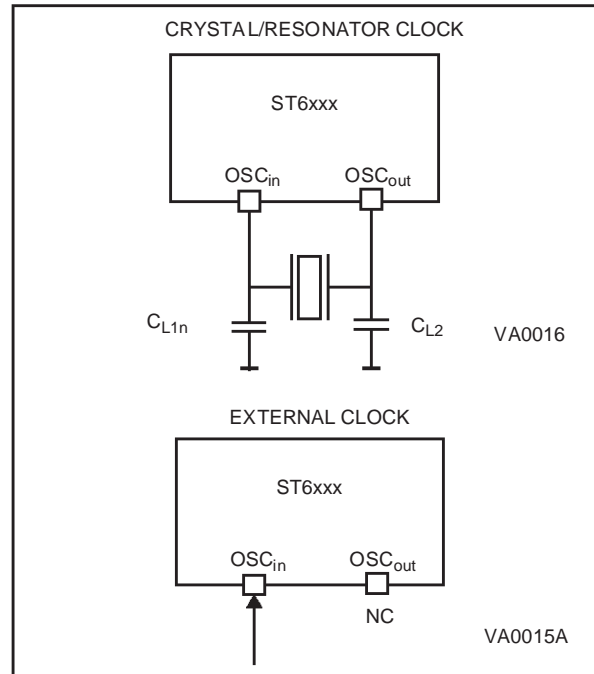 CRYSTAL/RESONATOR CLOCK
ST6xxx
OSCin OSCout
CL1n CL2 VA0016
EXTERNAL CLOCK
ST6xxx
OSCin OSCout
NC
VA0015A